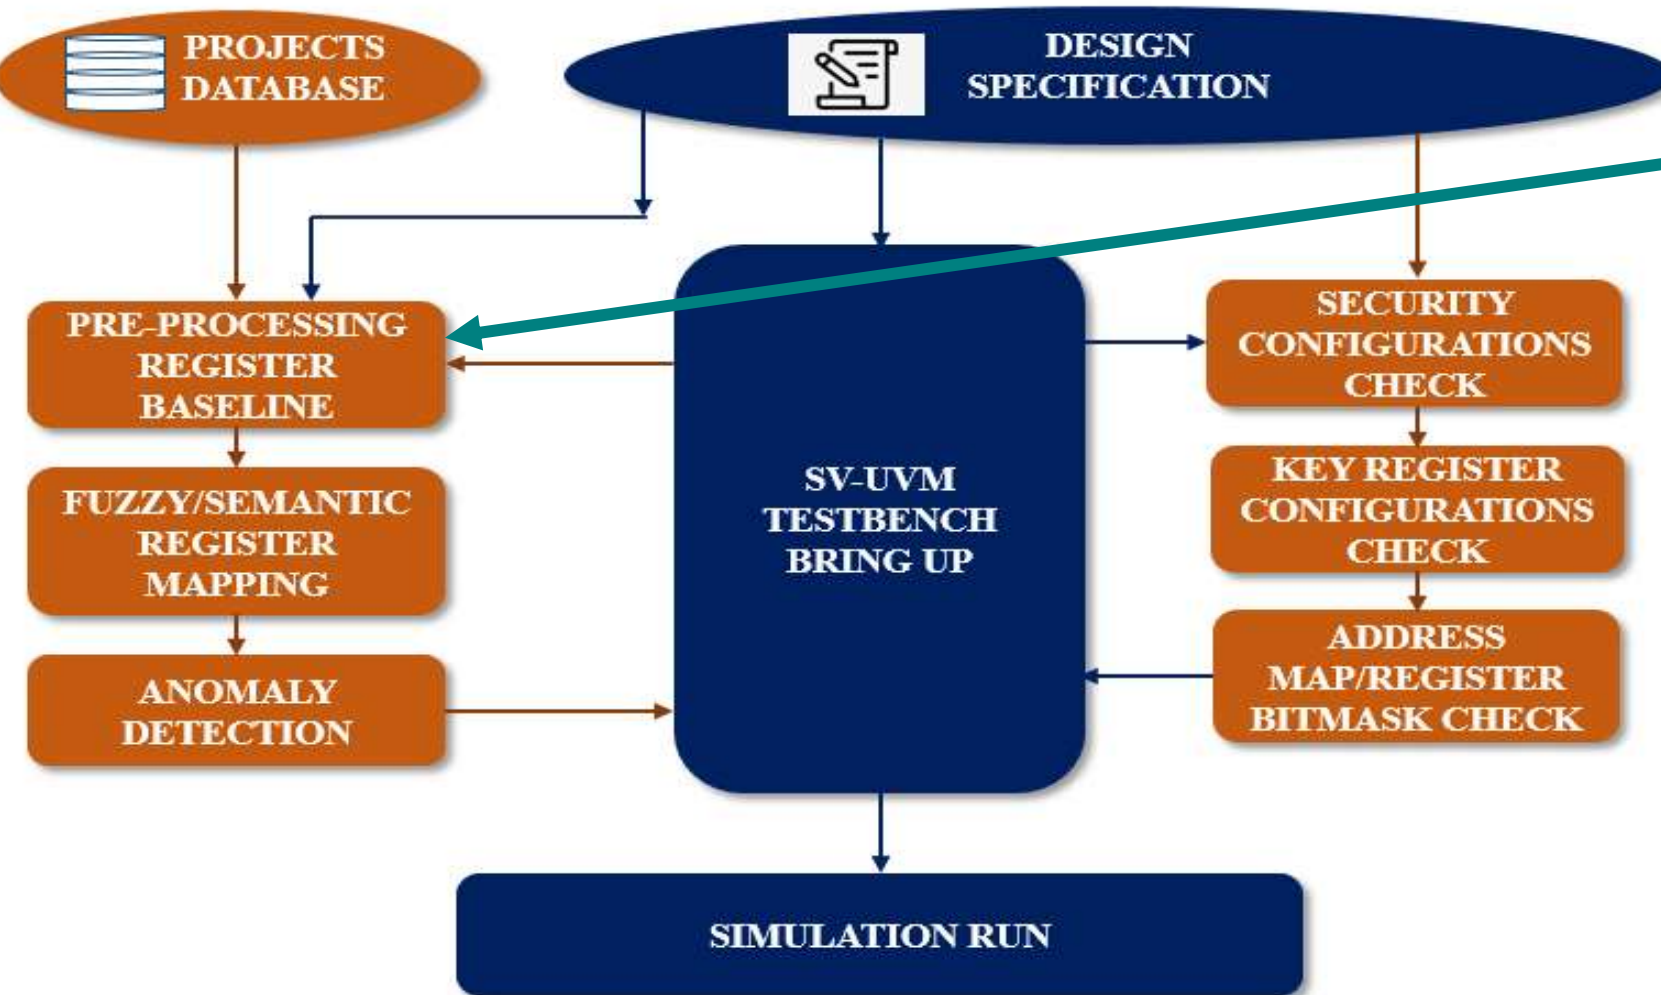 PROJECTS
DATABASE
DESIGN
SPECIFICATION
PRE-PROCESSING
REGISTER
BASELINE
FUZZY/SEMANTIC
REGISTER
MAPPING
ANOMALY
DETECTION
SV-UVM
TESTBENCH
BRING UP
SECURITY
CONFIGURATIONS
CHECK
KEY REGISTER
CONFIGURATIONS
CHECK
ADDRESS
MAP/REGISTER
BITMASK CHECK
SIMULATION RUN